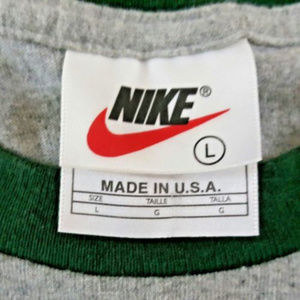 NIKE®
L
MADE IN U.S.A.
SIZE TAILLE TALLA
L G G